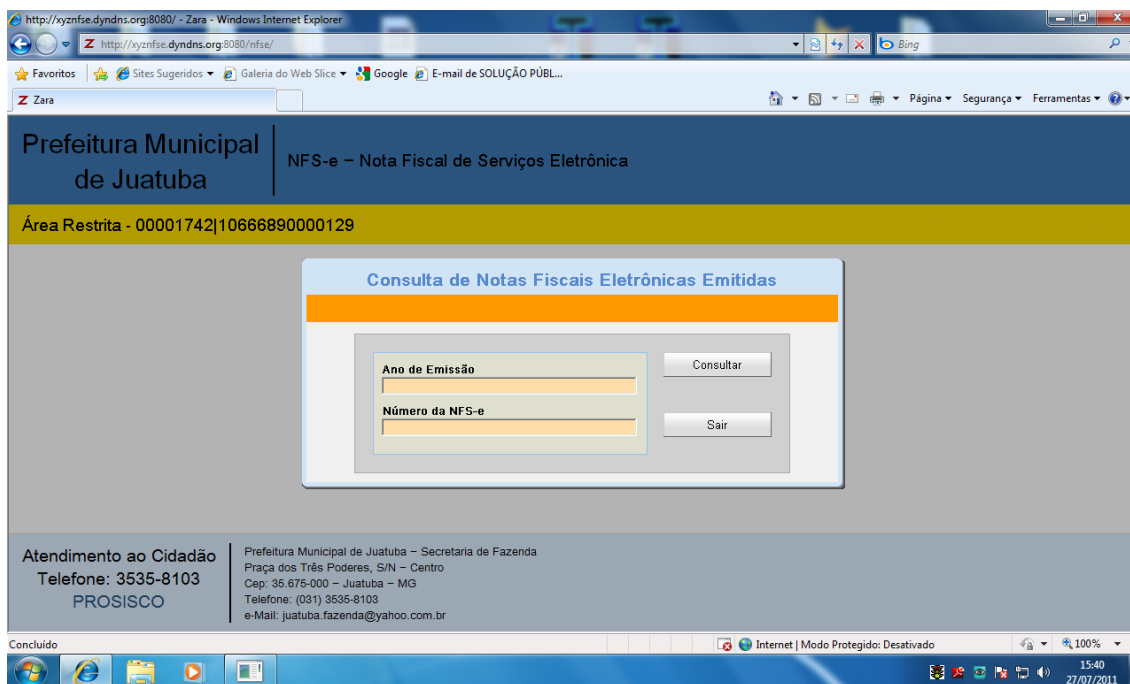 http://xyznfse.dyndns.org:8080/ - Zara - Windows Internet Explorer
http://xyznfse.dyndns.org:8080/nfse/
Bing
Favoritos Sites Sugeridos Galeria do Web Slice Google E-mail de SOLUÇÃO PÚBL...
Z Zara
Página Segurança Ferramentas
Prefeitura Municipal
de Juatuba
NFS-e – Nota Fiscal de Serviços Eletrônica
Área Restrita - 00001742|10666890000129
Consulta de Notas Fiscais Eletrônicas Emitidas
Ano de Emissão
Consultar
Número da NFS-e
Sair
Atendimento ao Cidadão
Telefone: 3535-8103
PROSISCO
Prefeitura Municipal de Juatuba – Secretaria de Fazenda
Praça dos Três Poderes, S/N – Centro
Cep: 35.675-000 – Juatuba – MG
Telefone: (031) 3535-8103
e-Mail: juatuba.fazenda@yahoo.com.br
Concluído
Internet | Modo Protegido: Desativado
100%
15:40
27/07/2011